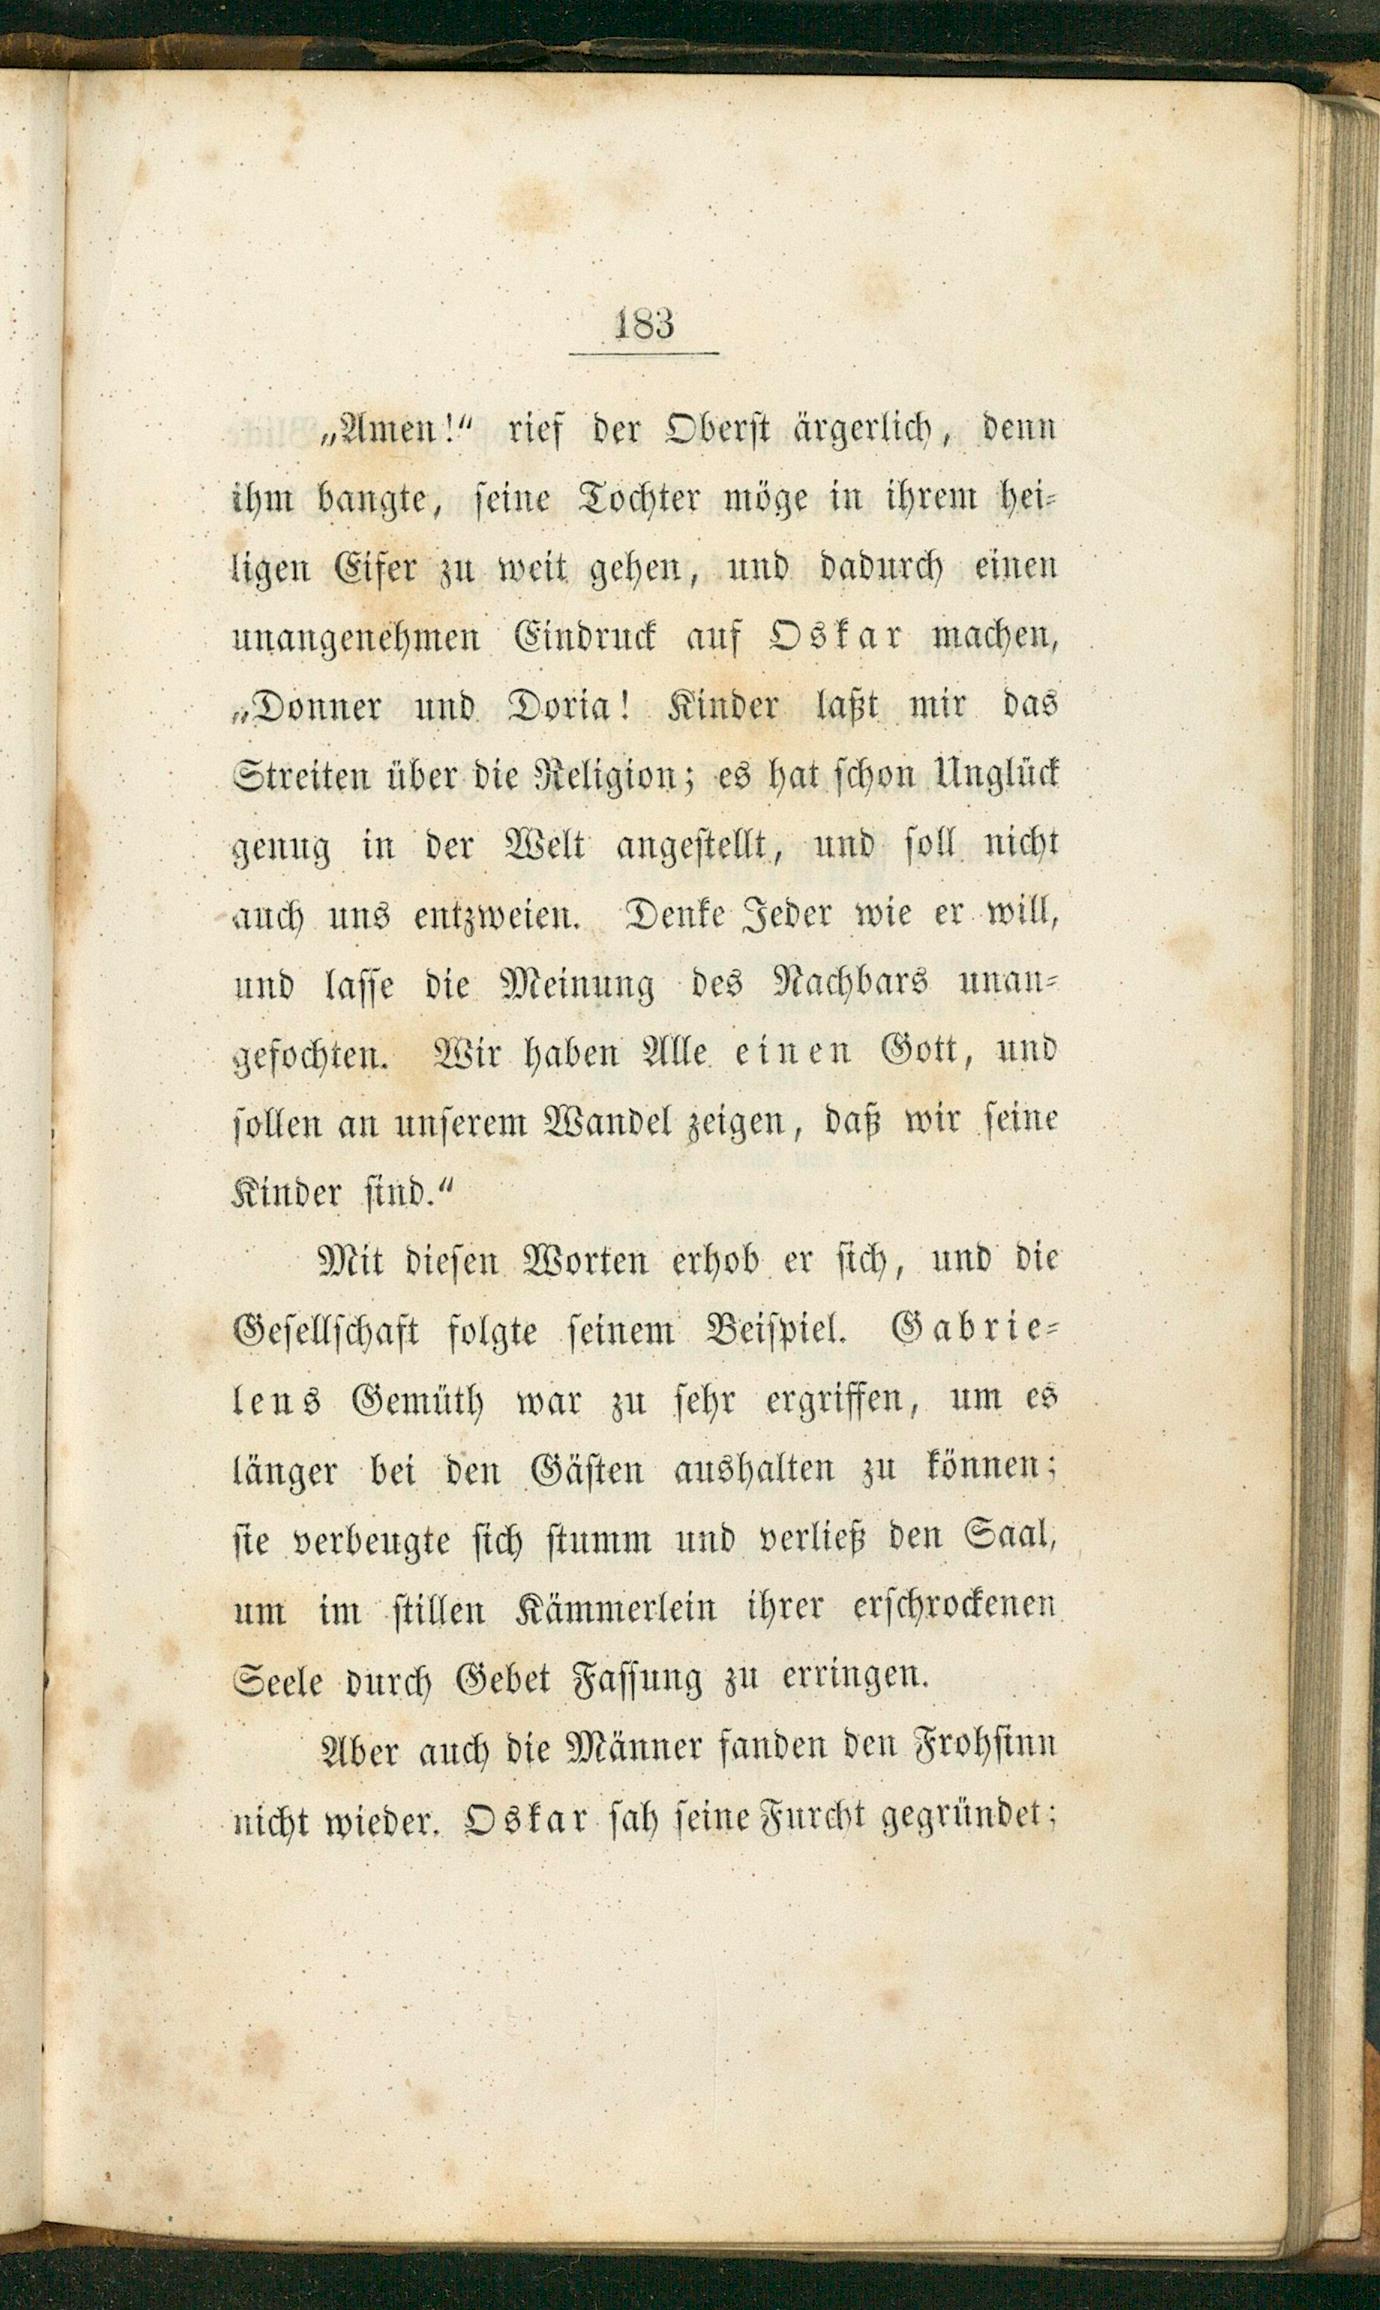 183
„Amen!“ rief der Oberst ärgerlich, denn
ihm bangte, seine Tochter möge in ihrem hei-
ligen Eifer zu weit gehen, und dadurch einen
unangenehmen Eindruck auf Oskar machen,
„Donner und Doria! Kinder laßt mir das
Streiten über die Religion; es hat schon Unglück
genug in der Welt angestellt, und soll nicht
auch uns entzweien. Denke Jeder wie er will,
und lasse die Meinung des Nachbars unan-
gefochten. Wir haben Alle einen Gott, und
sollen an unserem Wandel zeigen, daß wir seine
Kinder sind.“
Mit diesen Worten erhob er sich, und die
Gesellschaft folgte seinem Beispiel. Gabrie-
lens Gemüth war zu sehr ergriffen, um es
länger bei den Gästen aushalten zu können;
sie verbeugte sich stumm und verließ den Saal,
um im stillen Kämmerlein ihrer erschrockenen
Seele durch Gebet Fassung zu erringen.
Aber auch die Männer fanden den Frohsinn
nicht wieder. Oskar sah seine Furcht gegründet;